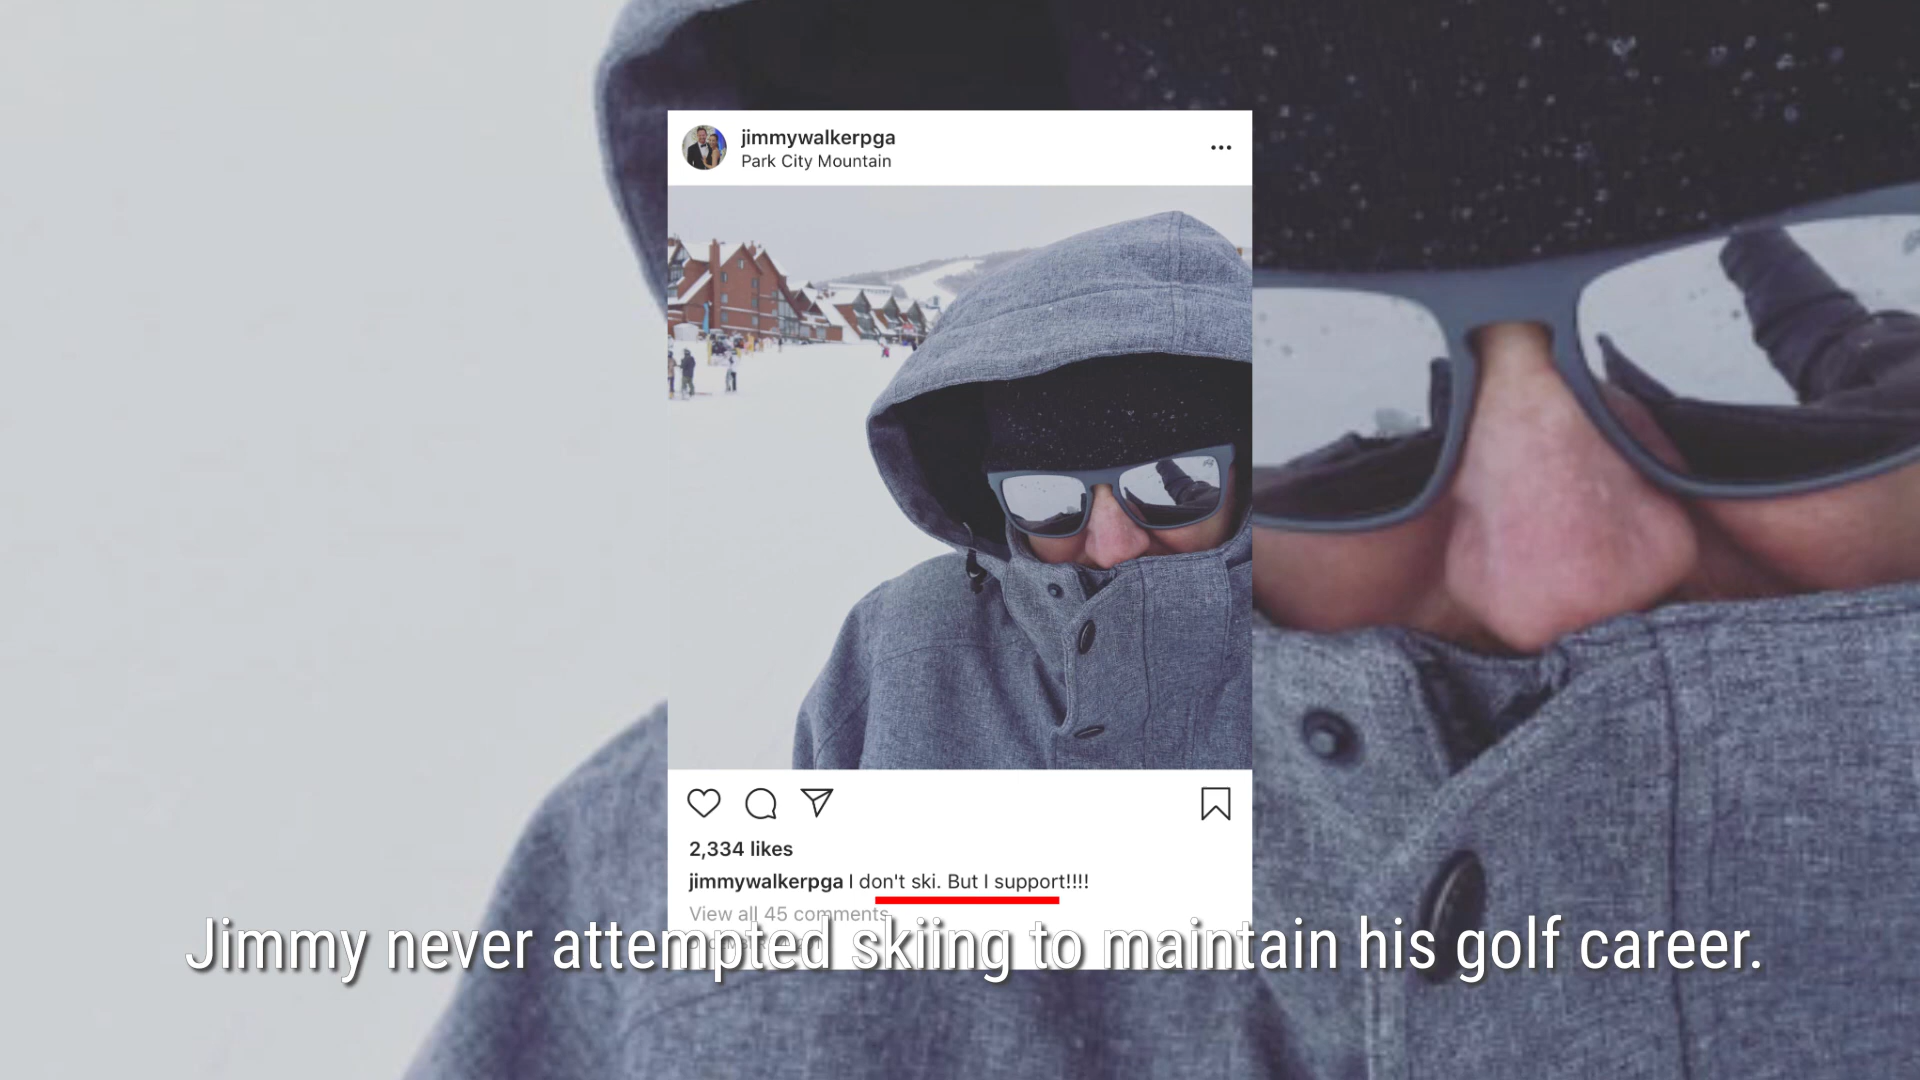 jimmywalkerpga
Park City Mountain
2,334 likes
jimmywalkerpga I don't ski. But I support!!!!
View all 45 comments
Jimmy never attempted skiing to maintain his golf career.